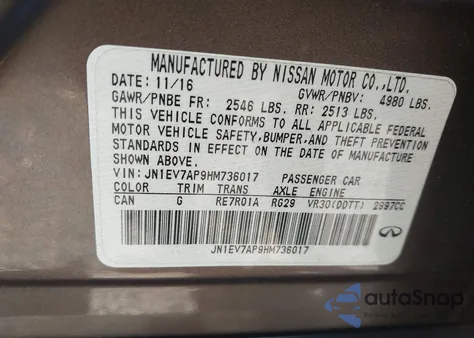 MANUFACTURED BY NISSAN MOTOR CO.,LTD.
DATE: 11/16 GVWR/PNBV: 4980 LBS.
GAWR/PNBE FR: 2546 LBS. RR: 2513 LBS.
THIS VEHICLE CONFORMS TO ALL APPLICABLE FEDERAL
MOTOR VEHICLE SAFETY,BUMPER,AND THEFT PREVENTION
STANDARDS IN EFFECT ON THE DATE OF MANUFACTURE
SHOWN ABOVE.
VIN: JN1EV7AP9HM736017 PASSENGER CAR
COLOR TRIM TRANS AXLE ENGINE
CAN G RE7R01A RG29 VR30(DDTT) 2997CC
JN1EV7AP9HM736017
autoSnap